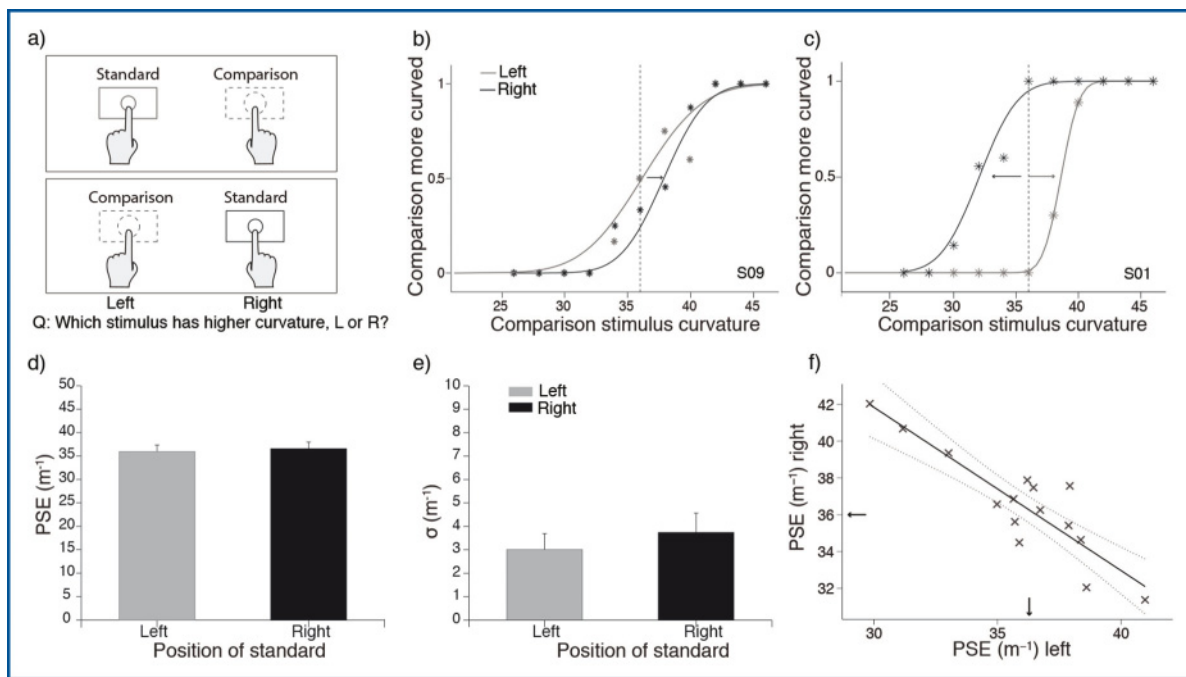 a)
Standard
Comparison
Comparison
Standard
Left
Right
Q: Which stimulus has higher curvature, L or R?
b)
Left
Right
Comparison more curved
1
0.5
0
S09
25 30 35 40 45
Comparison stimulus curvature
c)
Comparison more curved
1
0.5
0
S01
25 30 35 40 45
Comparison stimulus curvature
d)
PSE (m⁻¹)
50
45
40
35
30
25
20
15
10
5
0
Left Right
Position of standard
e)
Left
Right
σ (m⁻¹)
10
9
8
7
6
5
4
3
2
1
0
Left Right
Position of standard
f)
PSE (m⁻¹) right
42
40
38
36
34
32
30 35 40
PSE (m⁻¹) left